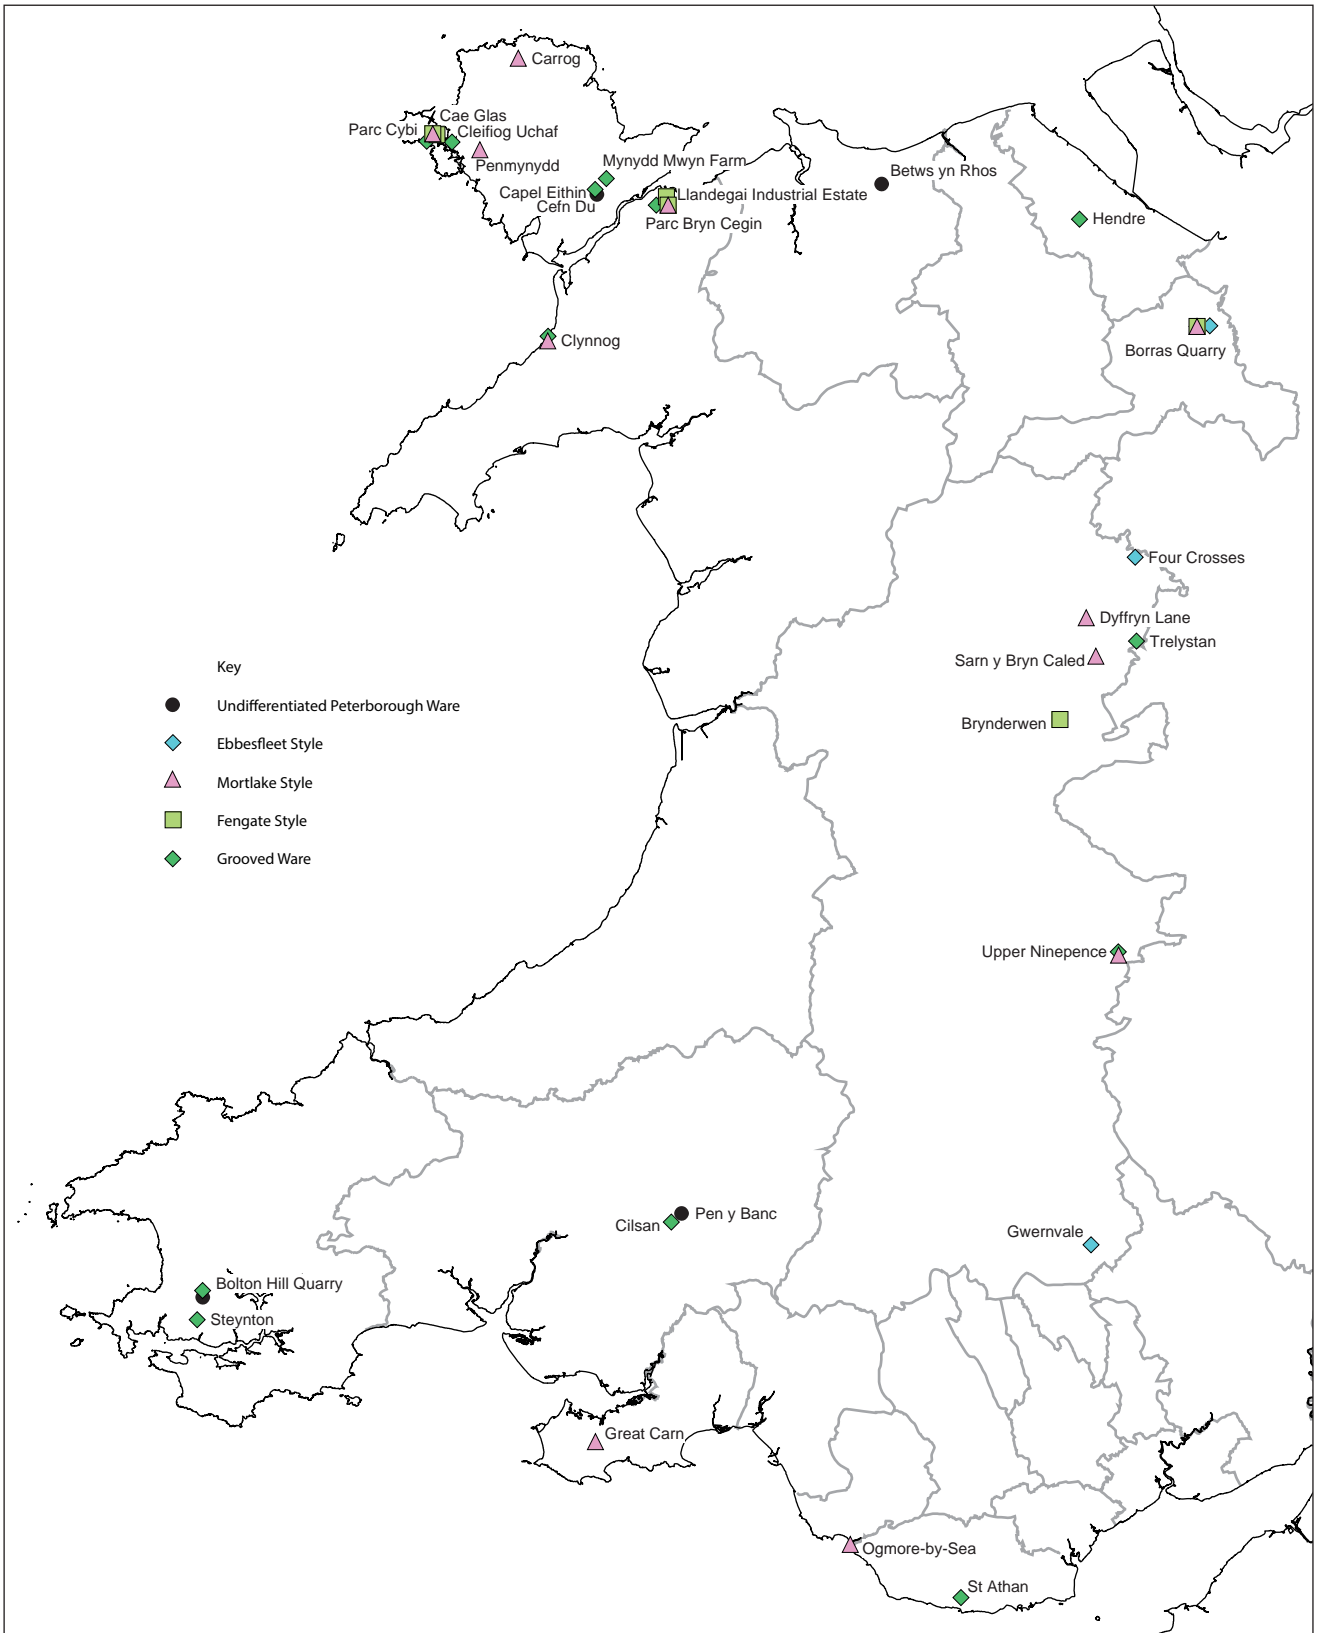 Carrog
Cae Glas
Parc Cybi
Cleifiog Uchaf
Penmynydd
Mynydd Mwyn Farm
Betws yn Rhos
Capel Eithin
Llandegai Industrial Estate
Cefn Du
Hendre
Parc Bryn Cegin
Clynnog
Borras Quarry
Four Crosses
Dyffryn Lane
Trelystan
Sarn y Bryn Caled
Key
Undifferentiated Peterborough Ware
Brynderwen
Ebbesfleet Style
Mortlake Style
Fengate Style
Grooved Ware
Upper Ninepence
Pen y Banc
Cilsan
Gwernvale
Bolton Hill Quarry
Steynton
Great Carn
Ogmore-by-Sea
St Athan